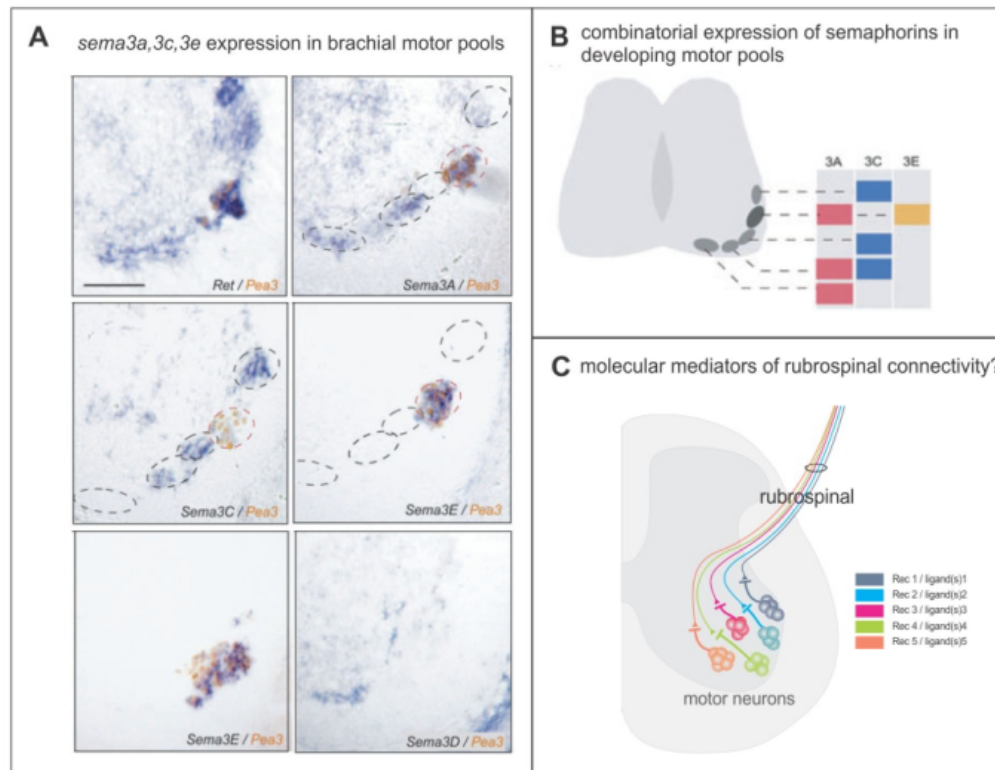 A
sema3a,3c,3e expression in brachial motor pools
Ret / Pea3
Sema3A / Pea3
Sema3C / Pea3
Sema3E / Pea3
Sema3E / Pea3
Sema3D / Pea3
B combinatorial expression of semaphorins in
developing motor pools
3A 3C 3E
C molecular mediators of rubrospinal connectivity?
rubrospinal
Rec 1 / ligand(s)1
Rec 2 / ligand(s)2
Rec 3 / ligand(s)3
Rec 4 / ligand(s)4
Rec 5 / ligand(s)5
motor neurons